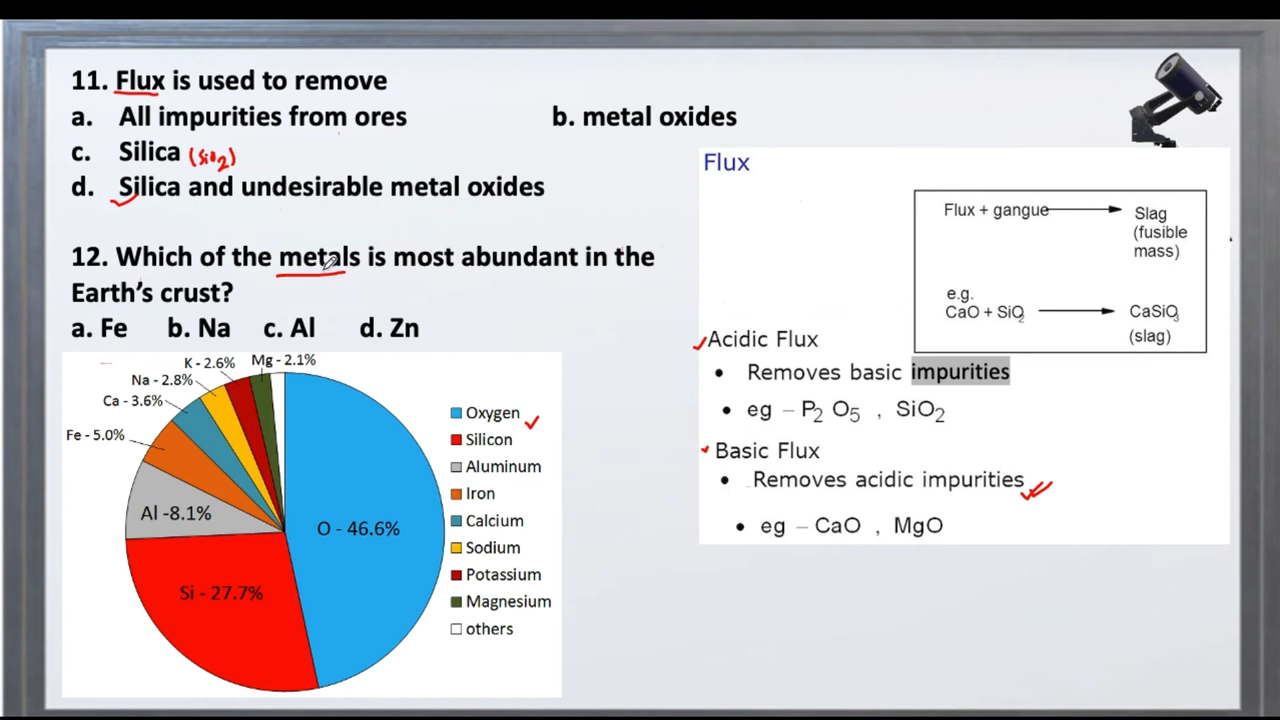 11. Flux is used to remove
a. All impurities from ores b. metal oxides
c. Silica (SiO2)
d. Silica and undesirable metal oxides
12. Which of the metals is most abundant in the
Earth's crust?
a. Fe b. Na c. Al d. Zn
K - 2.6% Mg - 2.1%
Na - 2.8%
Ca - 3.6%
Fe - 5.0%
Al -8.1%
O - 46.6%
Si - 27.7%
Oxygen
Silicon
Aluminum
Iron
Calcium
Sodium
Potassium
Magnesium
others
Flux
Flux + gangue Slag
(fusible
mass)
e.g.
CaO + SiO2 CaSiO3
(slag)
Acidic Flux
• Removes basic impurities
• eg – P2 O5 , SiO2
Basic Flux
• Removes acidic impurities
• eg – CaO , MgO